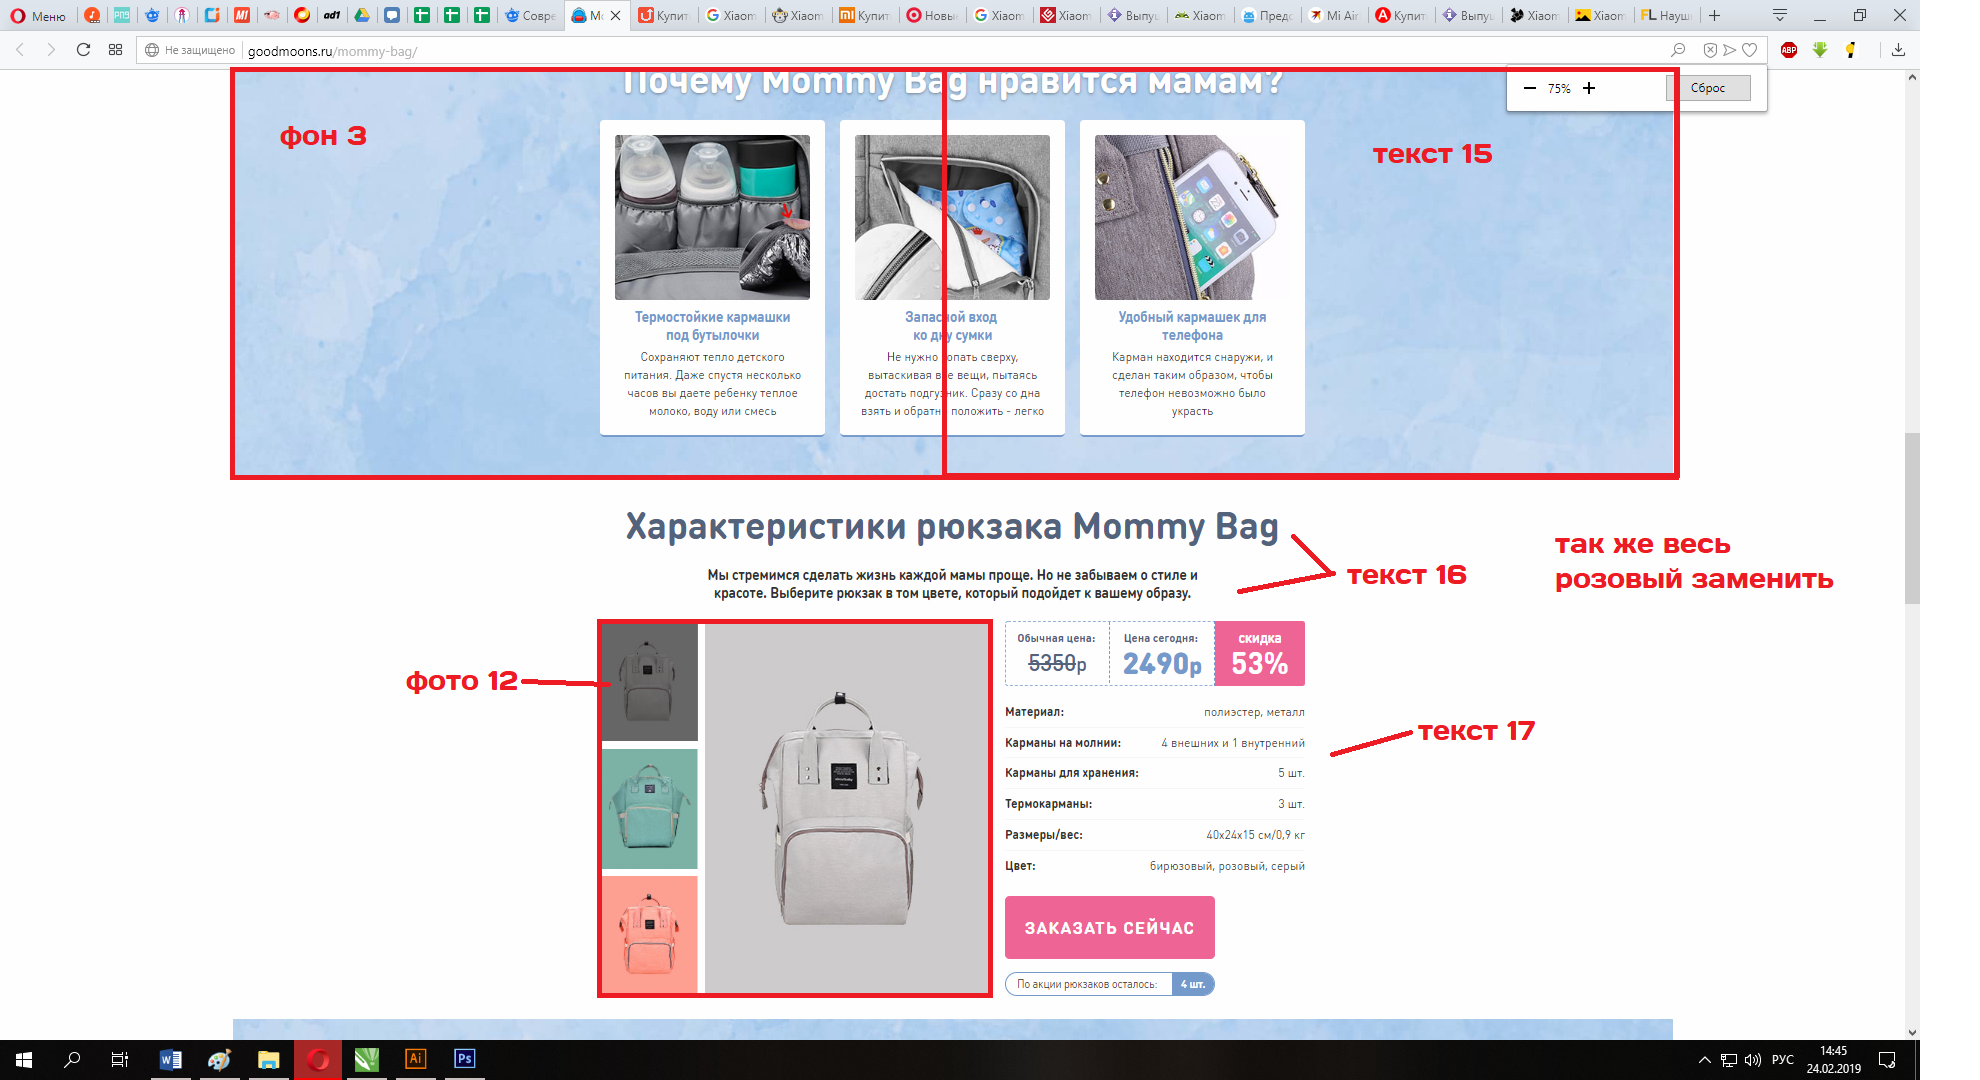 Меню
ad1
Совре
Мо
Купит
Xiaom
Xiaom
Купит
Новы
Xiaom
Xiaom
Выпу
Xiaom
Предс
Mi Air
Купит
Выпу
Xiaom
Xiaom
FL Науш
Не защищено
goodmoons.ru/mommy-bag/
ABP
75%
Сброс
Почему Mommy Bag нравится мамам?
фон 3
текст 15
Термостойкие кармашки
под бутылочки
Сохраняют тепло детского
питания. Даже спустя несколько
часов вы даете ребенку теплое
молоко, воду или смесь
Запасной вход
ко дну сумки
Не нужно копать сверху,
вытаскивая все вещи, пытаясь
достать подгузник. Сразу со дна
взять и обратно положить - легко
Удобный кармашек для
телефона
Карман находится снаружи, и
сделан таким образом, чтобы
телефон невозможно было
украсть
Характеристики рюкзака Mommy Bag
текст 16
так же весь
розовый заменить
Мы стремимся сделать жизнь каждой мамы проще. Но не забываем о стиле и
красоте. Выберите рюкзак в том цвете, который подойдет к вашему образу.
фото 12
Обычная цена:
5350р
Цена сегодня:
2490р
скидка
53%
Материал: полиэстер, металл
Карманы на молнии: 4 внешних и 1 внутренний
Карманы для хранения: 5 шт.
Термокарманы: 3 шт.
Размеры/вес: 40x24x15 см/0,9 кг
Цвет: бирюзовый, розовый, серый
текст 17
ЗАКАЗАТЬ СЕЙЧАС
По акции рюкзаков осталось: 4 шт.
Ai
Ps
РУС
14:45
24.02.2019